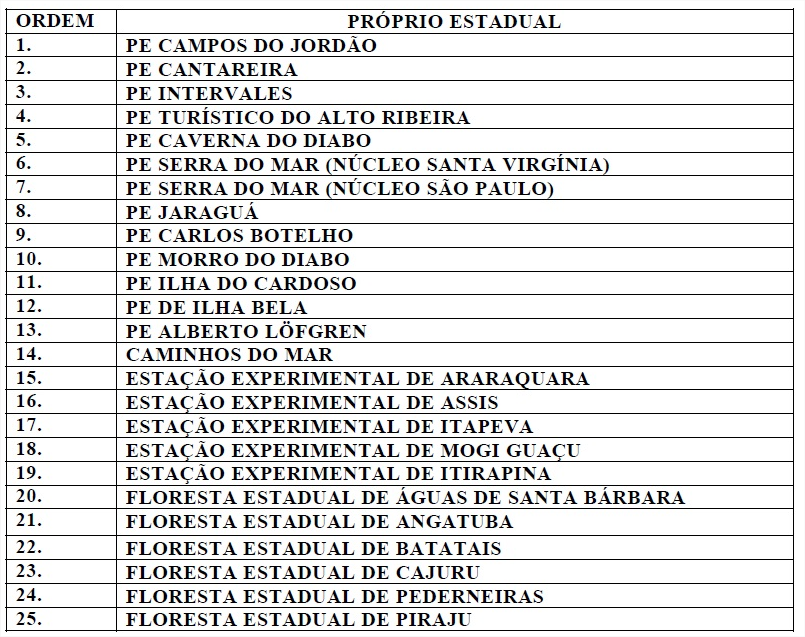 ORDEM PRÓPRIO ESTADUAL
1. PE CAMPOS DO JORDÃO
2. PE CANTAREIRA
3. PE INTERVALES
4. PE TURÍSTICO DO ALTO RIBEIRA
5. PE CAVERNA DO DIABO
6. PE SERRA DO MAR (NÚCLEO SANTA VIRGÍNIA)
7. PE SERRA DO MAR (NÚCLEO SÃO PAULO)
8. PE JARAGUÁ
9. PE CARLOS BOTELHO
10. PE MORRO DO DIABO
11. PE ILHA DO CARDOSO
12. PE DE ILHA BELA
13. PE ALBERTO LÖFGREN
14. CAMINHOS DO MAR
15. ESTAÇÃO EXPERIMENTAL DE ARARAQUARA
16. ESTAÇÃO EXPERIMENTAL DE ASSIS
17. ESTAÇÃO EXPERIMENTAL DE ITAPEVA
18. ESTAÇÃO EXPERIMENTAL DE MOGI GUAÇU
19. ESTAÇÃO EXPERIMENTAL DE ITIRAPINA
20. FLORESTA ESTADUAL DE ÁGUAS DE SANTA BÁRBARA
21. FLORESTA ESTADUAL DE ANGATUBA
22. FLORESTA ESTADUAL DE BATATAIS
23. FLORESTA ESTADUAL DE CAJURU
24. FLORESTA ESTADUAL DE PEDERNEIRAS
25. FLORESTA ESTADUAL DE PIRAJU